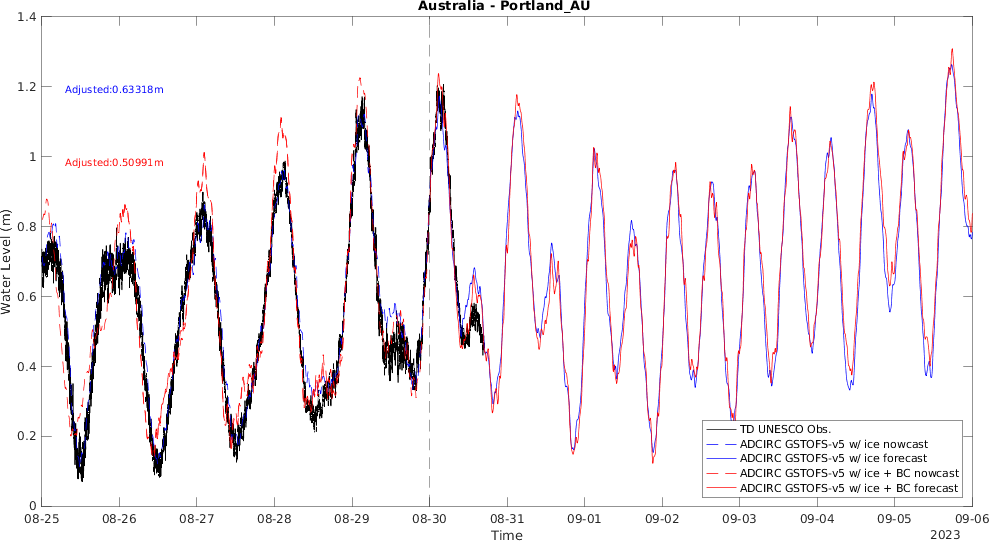 Australia - Portland_AU
1.4
1.2
1
0.8
0.6
0.4
0.2
0
Water Level (m)
Adjusted:0.63318m
Adjusted:0.50991m
TD UNESCO Obs.
ADCIRC GSTOFS-v5 w/ ice nowcast
ADCIRC GSTOFS-v5 w/ ice forecast
ADCIRC GSTOFS-v5 w/ ice + BC nowcast
ADCIRC GSTOFS-v5 w/ ice + BC forecast
08-25 08-26 08-27 08-28 08-29 08-30 08-31 09-01 09-02 09-03 09-04 09-05 09-06
Time
2023